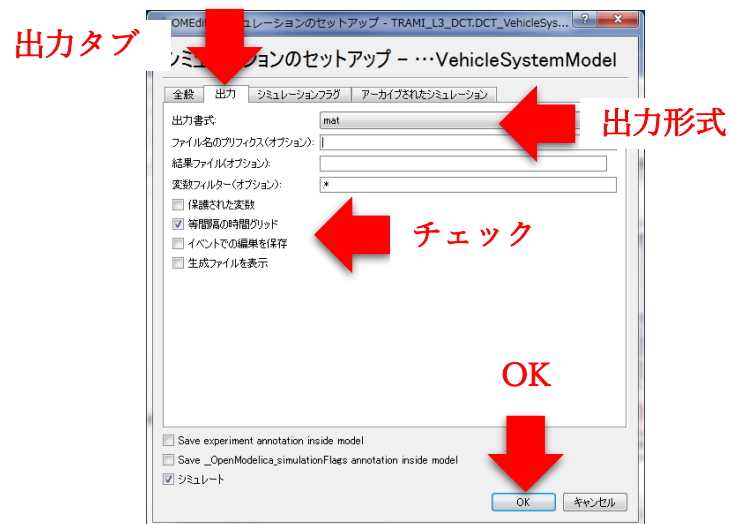 出力タブ
OMEdit
ュレーションのセットアップ - TRAMI_L3_DCT.DCT_VehicleSys...
シミ
ョンのセットアップ - …VehicleSystemModel
全般 出力 シミュレーションフラグ アーカイブされたシミュレーション
出力書式:
mat
出力形式
ファイル名のプリフィクス(オプション):
結果ファイル(オプション):
変数フィルター(オプション):
.*
保護された変数
等間隔の時間グリッド
チェック
イベントでの編集を保存
生成ファイルを表示
OK
Save experiment annotation inside model
Save _OpenModelica_simulationFlags annotation inside model
シミュレート
OK キャンセル